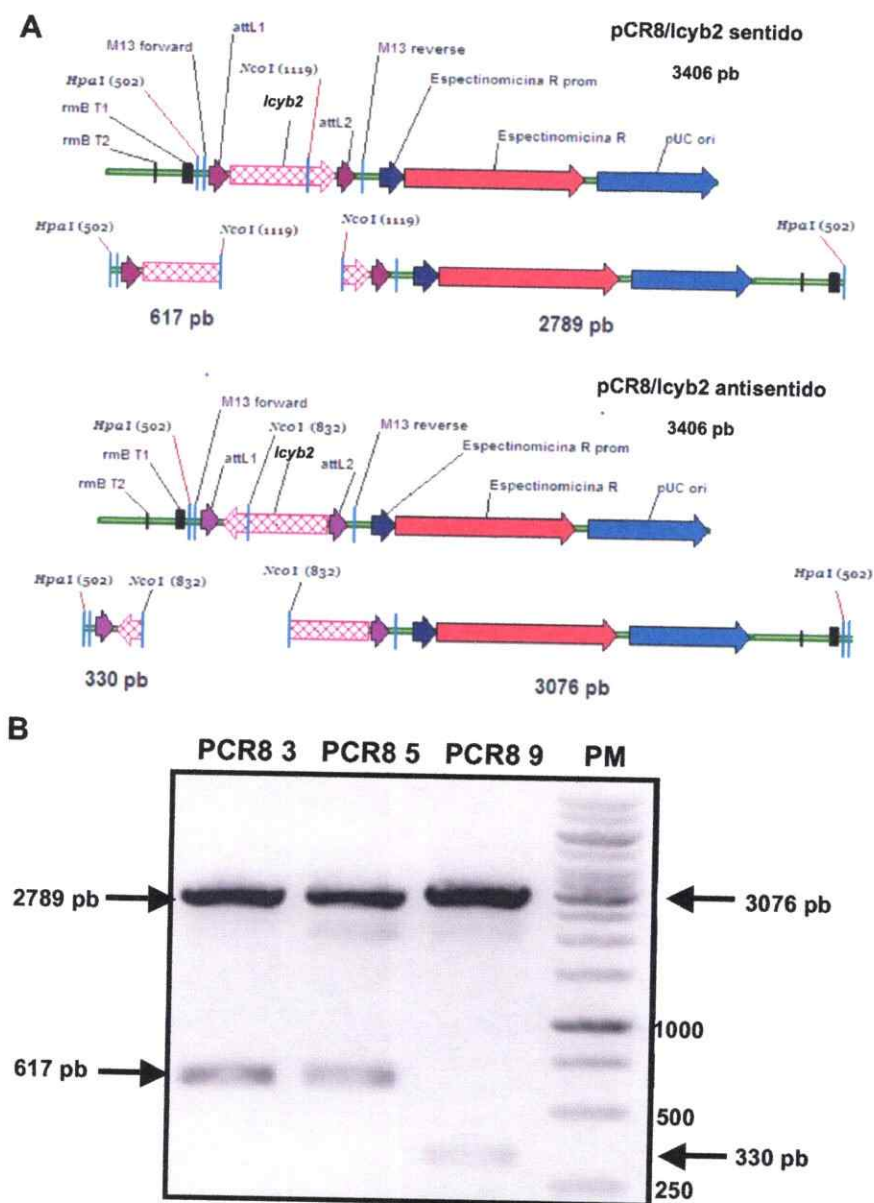 A
pCR8/lcyb2 sentido
3406 pb
attL1
M13 forward
M13 reverse
NcoI (1119)
HpaI (502)
lcyb2
Espectinomicina R prom
rmB T1
attL2
Espectinomicina R
pUC ori
rmB T2
HpaI (502)
NcoI (1119)
NcoI (1119)
HpaI (502)
617 pb
2789 pb
pCR8/lcyb2 antisentido
3406 pb
M13 forward
HpaI (502)
NcoI (832)
M13 reverse
rmB T1
attL1
lcyb2
attL2
Espectinomicina R prom
rmB T2
Espectinomicina R
pUC ori
HpaI (502)
NcoI (832)
NcoI (832)
HpaI (502)
330 pb
3076 pb
B
PCR8 3
PCR8 5
PCR8 9
PM
2789 pb
3076 pb
1000
617 pb
500
330 pb
250